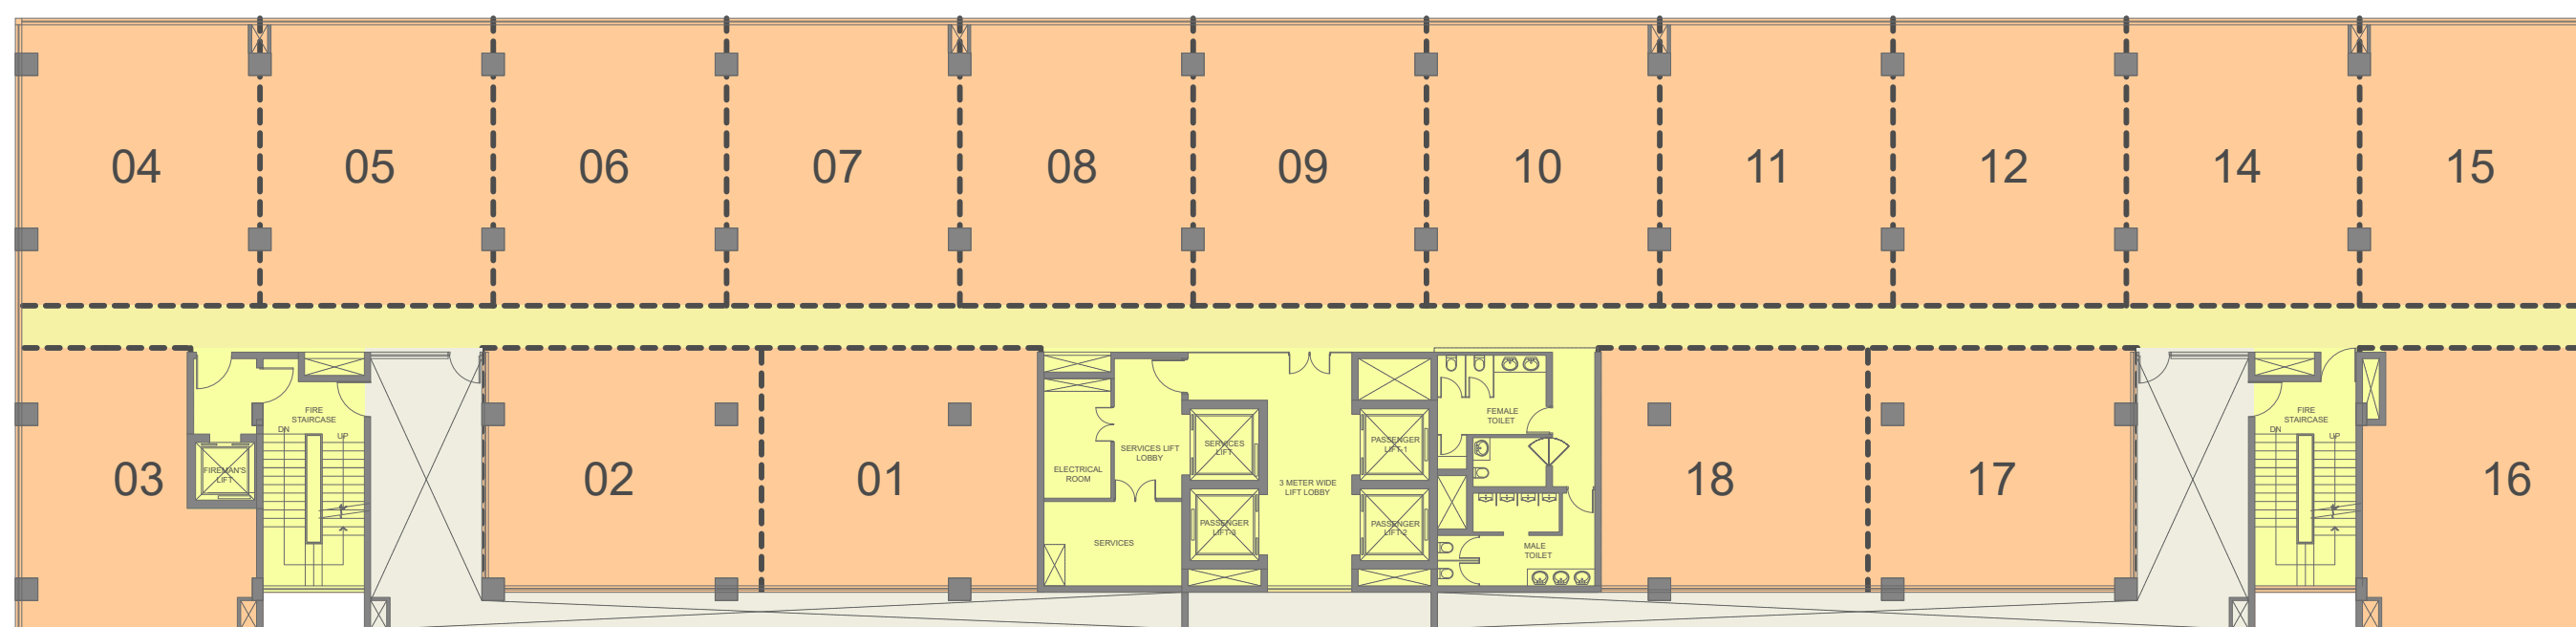 04
05
06
07
08
09
10
11
12
14
15
03
02
01
18
17
16
FIREMAN'S
LIFT
FIRE
STAIRCASE
DN
UP
ELECTRICAL
ROOM
SERVICES LIFT
LOBBY
SERVICES
SERVICES
LIFT
PASSENGER
LIFT-3
3 METER WIDE
LIFT LOBBY
PASSENGER
LIFT-1
PASSENGER
LIFT-2
FEMALE
TOILET
MALE
TOILET
FIRE
STAIRCASE
DN
UP